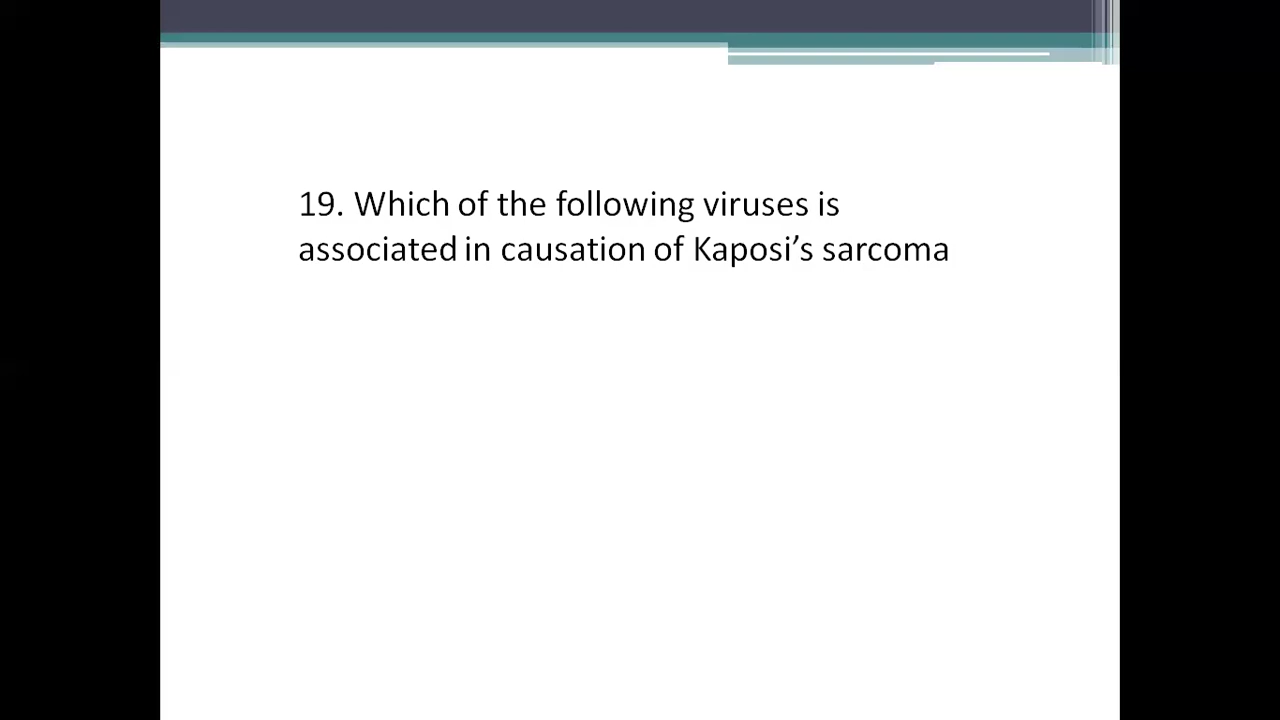 19. Which of the following viruses is
associated in causation of Kaposi’s sarcoma